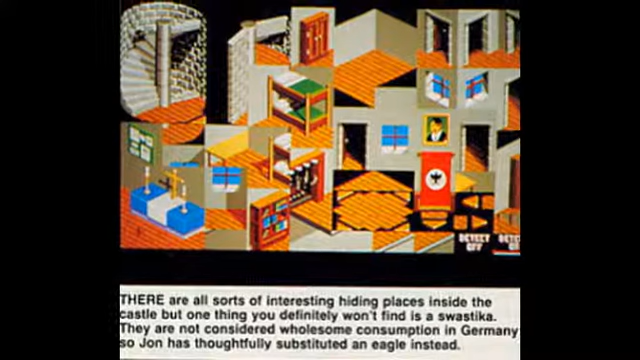 DETECT DETECT
OFF
THERE are all sorts of interesting hiding places inside the
castle but one thing you definitely won't find is a swastika.
They are not considered wholesome consumption in Germany
so Jon has thoughtfully substituted an eagle instead.